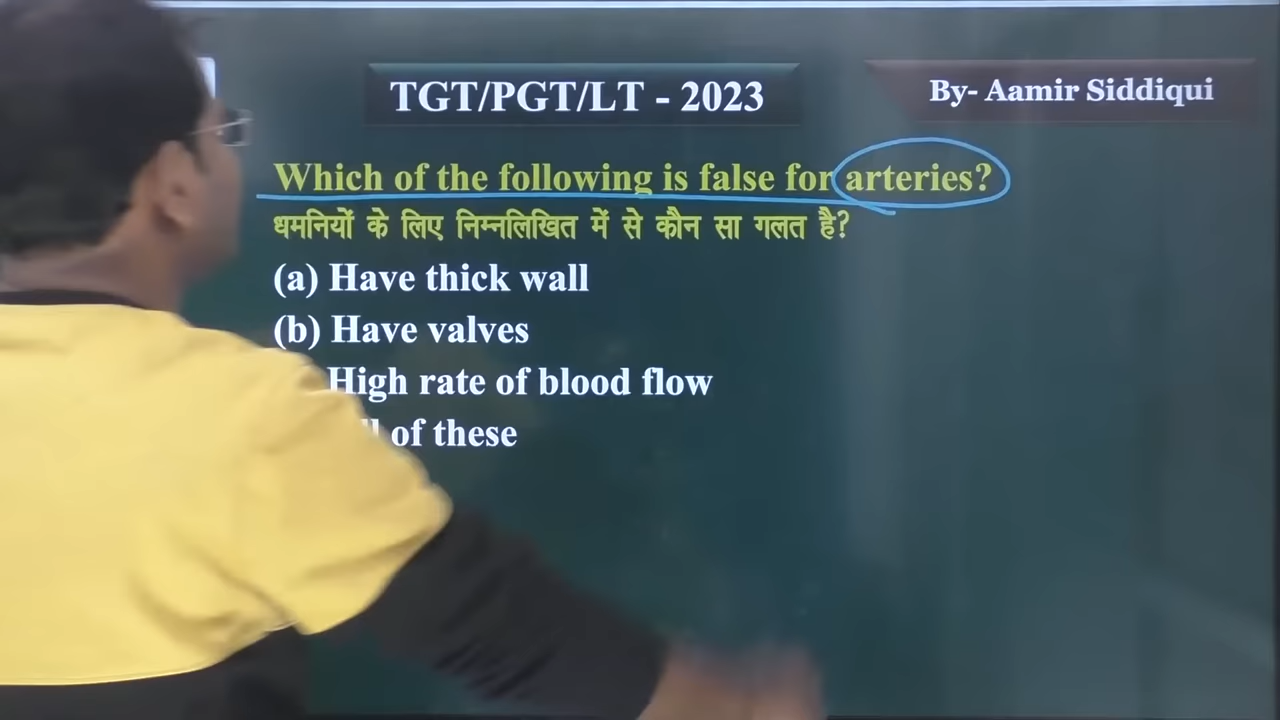 TGT/PGT/LT - 2023
By- Aamir Siddiqui
Which of the following is false for arteries?
धमनियों के लिए निम्नलिखित में से कौन सा गलत है?
(a) Have thick wall
(b) Have valves
High rate of blood flow
of these